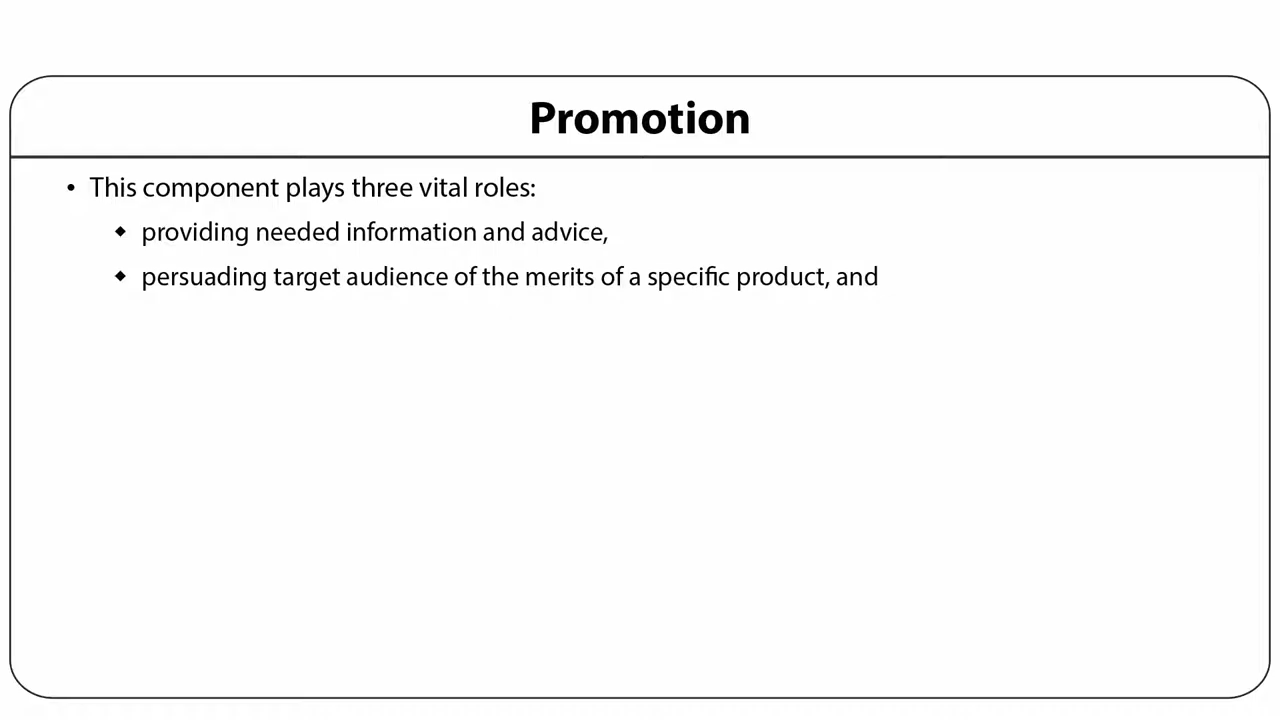 Promotion
• This component plays three vital roles:
◆ providing needed information and advice,
◆ persuading target audience of the merits of a specific product, and